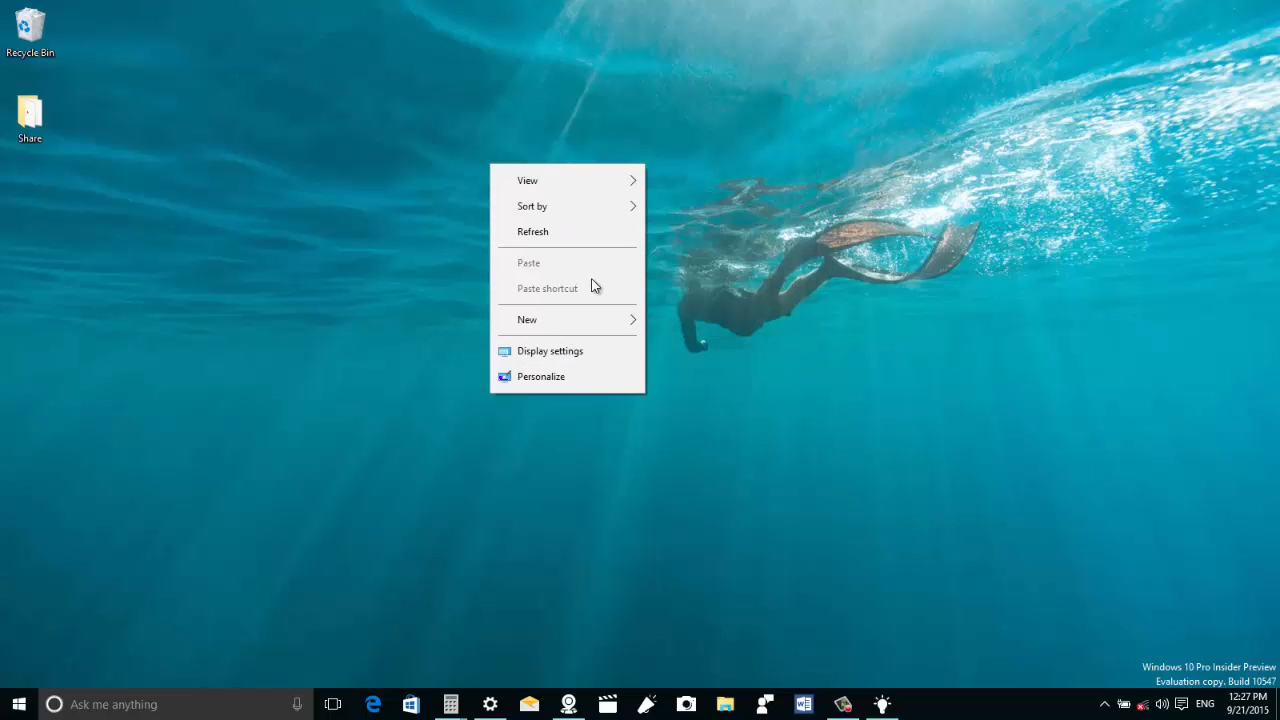 Recycle Bin
Share
View
Sort by
Refresh
Paste
Paste shortcut
New
Display settings
Personalize
Windows 10 Pro Insider Preview
Evaluation copy. Build 10547
Ask me anything
ENG
12:27 PM
9/21/2015